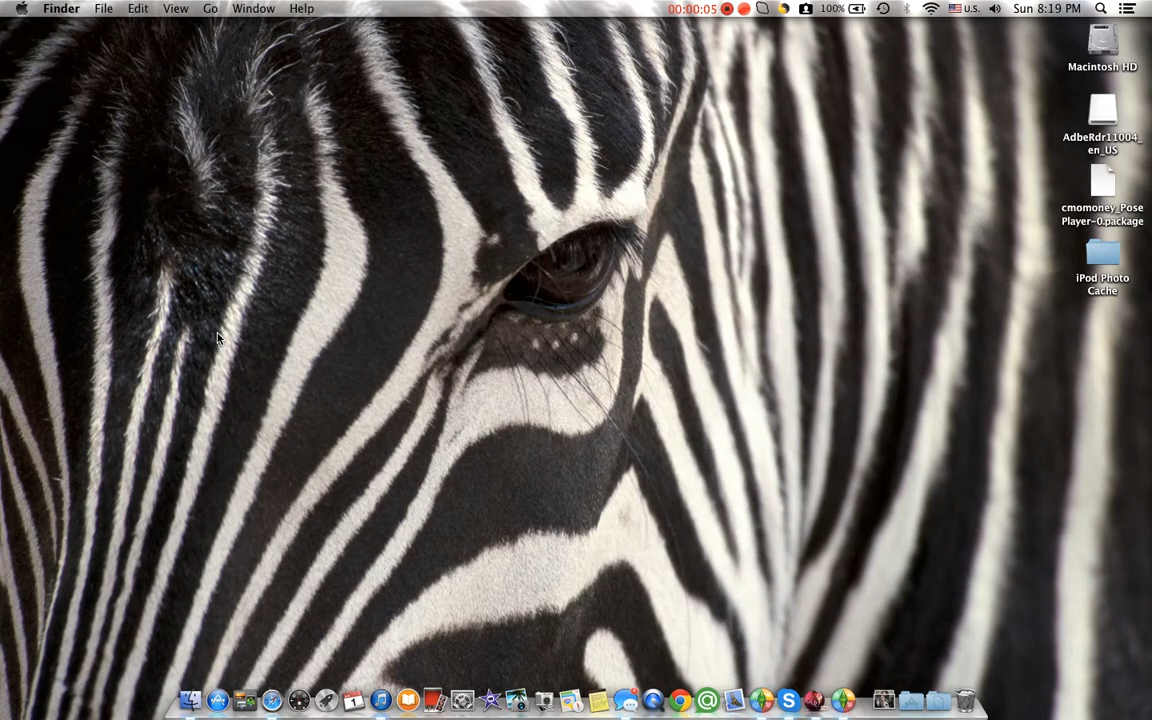 Finder File Edit View Go Window Help 00:00:05 100% U.S. Sun 8:19 PM
Macintosh HD
AdbeRdr11004_
en_US
cmomoney_Pose
Player-0.package
iPod Photo
Cache
1